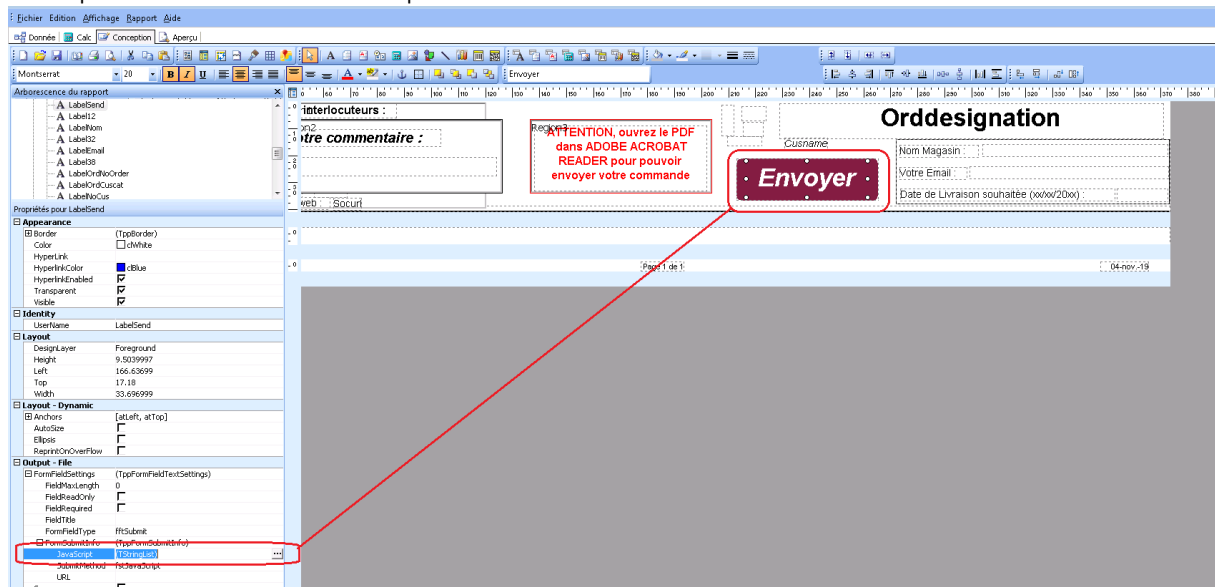 Fichier Edition Affichage Rapport Aide
Donnée Calc Conception Aperçu
Montserrat 20 B I U Envoyer
Arborescence du rapport
LabelSend
Label12
LabelNom
Label32
LabelEmail
Label38
LabelOrdNoOrder
LabelOrdCuscat
LabelNoCus
Propriétés pour LabelSend
Appearance
Border (TppBorder)
Color clWhite
HyperLink
HyperlinkColor clBlue
HyperlinkEnabled
Transparent
Visible
Identity
UserName LabelSend
Layout
DesignLayer Foreground
Height 9.5039997
Left 166.63699
Top 17.18
Width 33.696999
Layout - Dynamic
Anchors [atLeft, atTop]
AutoSize
Ellipsis
ReprintOnOverFlow
Output - File
FormFieldSettings (TppFormFieldTextSettings)
FieldMaxLength 0
FieldReadOnly
FieldRequired
FieldTitle
FormFieldType fftSubmit
FormSubmitInfo (TppFormSubmitInfo)
JavaScript (TStringList)
SubmitMethod fstJavaScript
URL
interlocuteurs :
tre commentaire :
web : Socurl
Region3
ATTENTION, ouvrez le PDF
dans ADOBE ACROBAT
READER pour pouvoir
envoyer votre commande
Cusname
Envoyer
Orddesignation
Nom Magasin :
Votre Email :
Date de Livraison souhaitée (xx/xx/20xx) :
Page 1 de 1
04-nov.-19